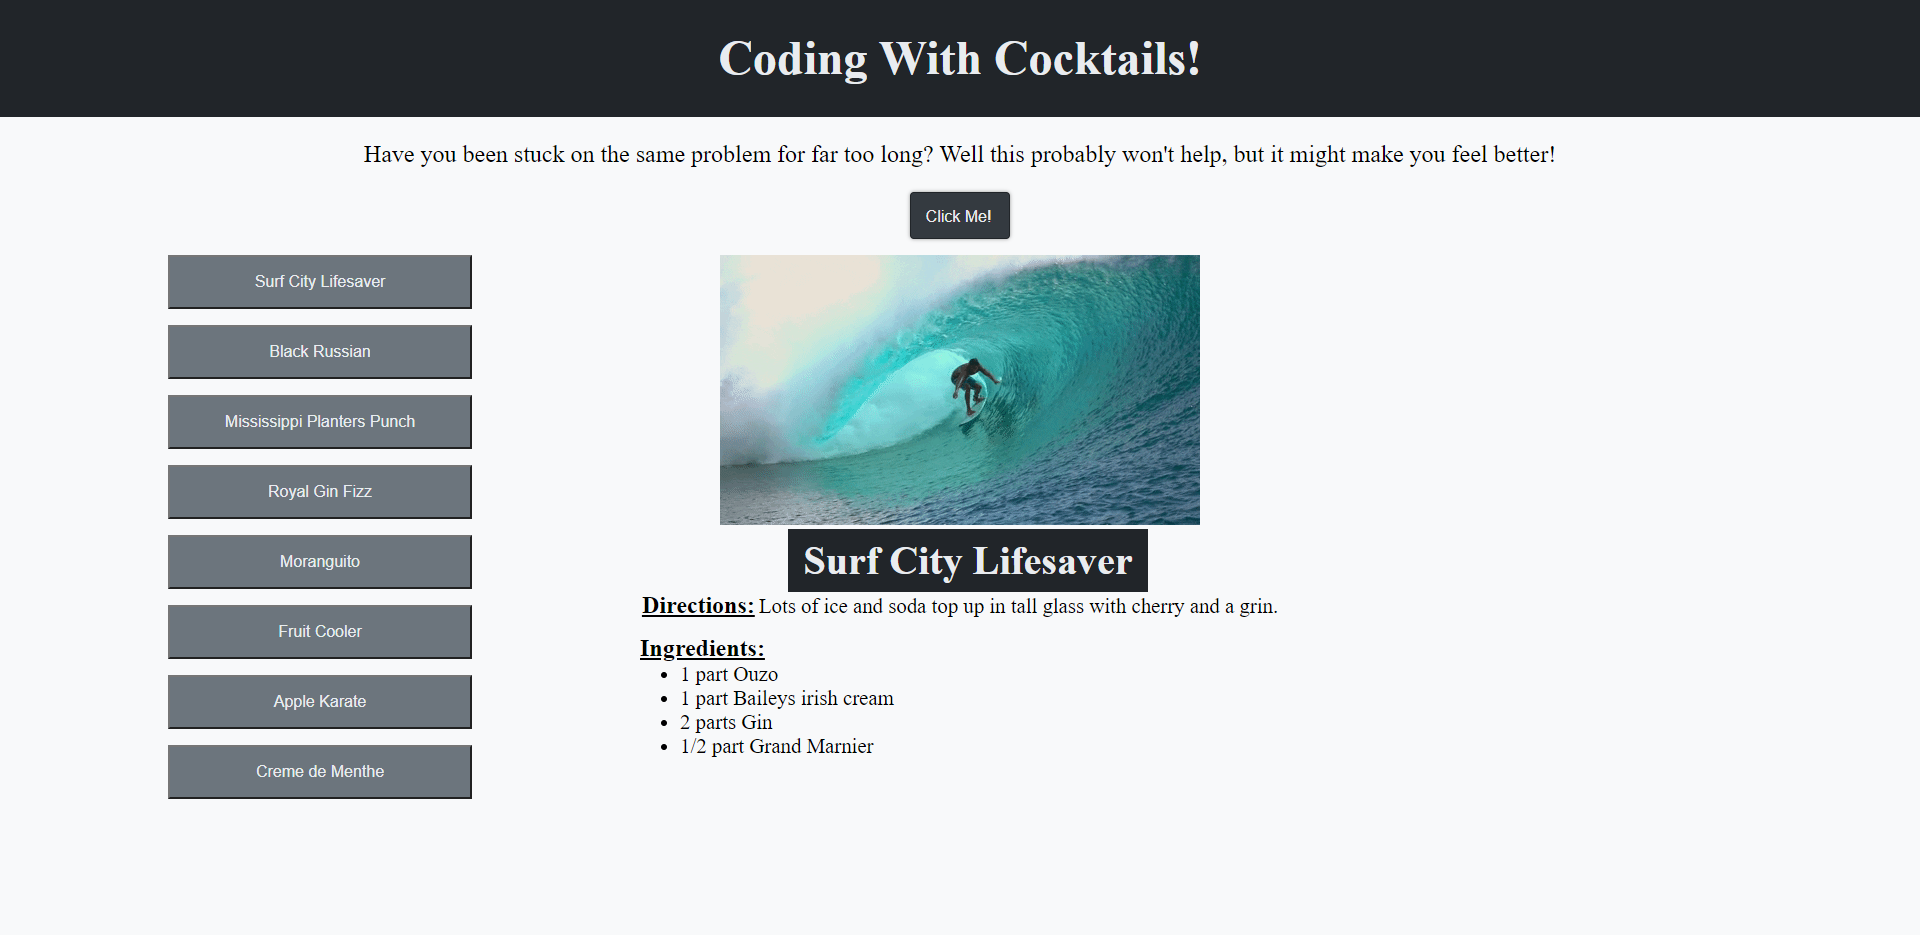 Coding With Cocktails!
Have you been stuck on the same problem for far too long? Well this probably won't help, but it might make you feel better!
Click Me!
Surf City Lifesaver
Black Russian
Mississippi Planters Punch
Royal Gin Fizz
Moranguito
Fruit Cooler
Apple Karate
Creme de Menthe
Surf City Lifesaver
Directions: Lots of ice and soda top up in tall glass with cherry and a grin.
Ingredients:
• 1 part Ouzo
• 1 part Baileys irish cream
• 2 parts Gin
• 1/2 part Grand Marnier